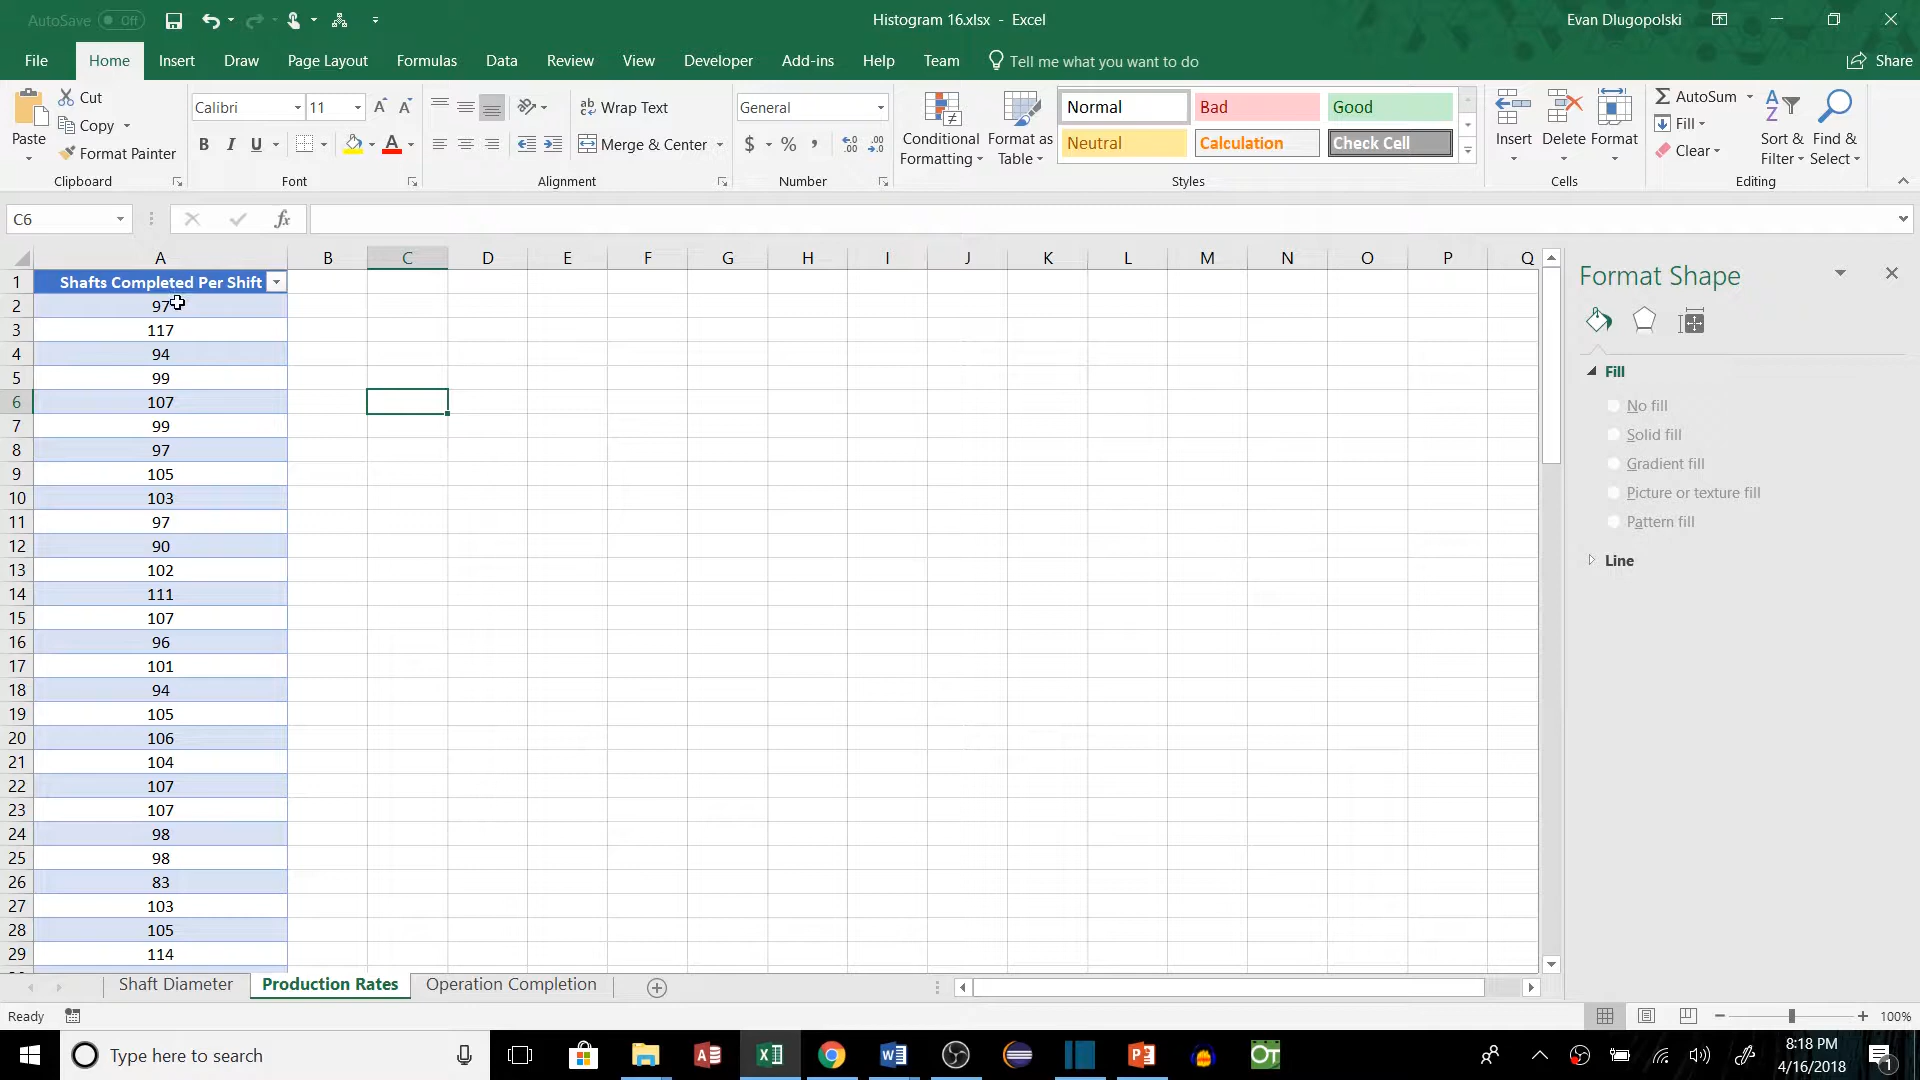 AutoSave Off
Histogram 16.xlsx - Excel
Evan Dlugopolski
File Home Insert Draw Page Layout Formulas Data Review View Developer Add-ins Help Team Tell me what you want to do Share
Paste
Cut
Copy
Format Painter
Clipboard
Calibri 11
B I U
Font
Wrap Text
Merge & Center
Alignment
General
$ % ,
Number
Conditional Formatting
Format as Table
Normal Bad Good
Neutral Calculation Check Cell
Styles
Insert Delete Format
Cells
AutoSum
Fill
Clear
Sort & Filter
Find & Select
Editing
C6 fx
A B C D E F G H I J K L M N O P Q
1 Shafts Completed Per Shift
2 97
3 117
4 94
5 99
6 107
7 99
8 97
9 105
10 103
11 97
12 90
13 102
14 111
15 107
16 96
17 101
18 94
19 105
20 106
21 104
22 107
23 107
24 98
25 98
26 83
27 103
28 105
29 114
Format Shape
Fill
No fill
Solid fill
Gradient fill
Picture or texture fill
Pattern fill
Line
Shaft Diameter Production Rates Operation Completion
Ready
100%
Type here to search
8:18 PM
4/16/2018
1